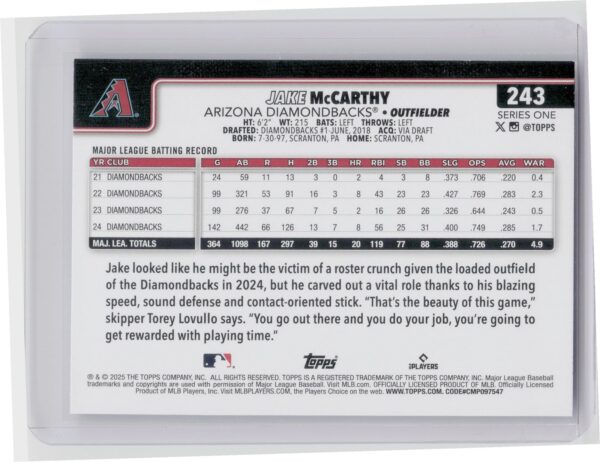 JAKE McCARTHY
243
ARIZONA DIAMONDBACKS® • OUTFIELDER
SERIES ONE
HT: 6'2" WT: 215 BATS: LEFT THROWS: LEFT
@TOPPS
DRAFTED: DIAMONDBACKS #1-JUNE, 2018 ACQ: VIA DRAFT
BORN: 7-30-97, SCRANTON, PA HOME: SCRANTON, PA
MAJOR LEAGUE BATTING RECORD
YR CLUB G AB R H 2B 3B HR RBI SB BB SLG OPS AVG WAR
21 DIAMONDBACKS 24 59 11 13 3 0 2 4 3 8 .373 .706 .220 0.4
22 DIAMONDBACKS 99 321 53 91 16 3 8 43 23 23 .427 .769 .283 2.3
23 DIAMONDBACKS 99 276 37 67 7 5 2 16 26 26 .326 .644 .243 0.5
24 DIAMONDBACKS 142 442 66 126 13 7 8 56 25 31 .400 .749 .285 1.7
MAJ. LEA. TOTALS 364 1098 167 297 39 15 20 119 77 88 .388 .726 .270 4.9
Jake looked like he might be the victim of a roster crunch given the loaded outfield
of the Diamondbacks in 2024, but he carved out a vital role thanks to his blazing
speed, sound defense and contact-oriented stick. "That's the beauty of this game,"
skipper Torey Lovullo says. "You go out there and you do your job, you're going to
get rewarded with playing time."
Topps
PLAYERS
® & © 2025 THE TOPPS COMPANY, INC. ALL RIGHTS RESERVED. TOPPS IS A REGISTERED TRADEMARK OF THE TOPPS COMPANY, INC. Major League Baseball
trademarks and copyrights are used with permission of Major League Baseball. Visit MLB.com. OFFICIALLY LICENSED PRODUCT OF MLB. Officially Licensed
Product of MLB Players, Inc. Visit MLBPLAYERS.COM, the Players Choice on the web. WWW.TOPPS.COM. CODE#CMP097547